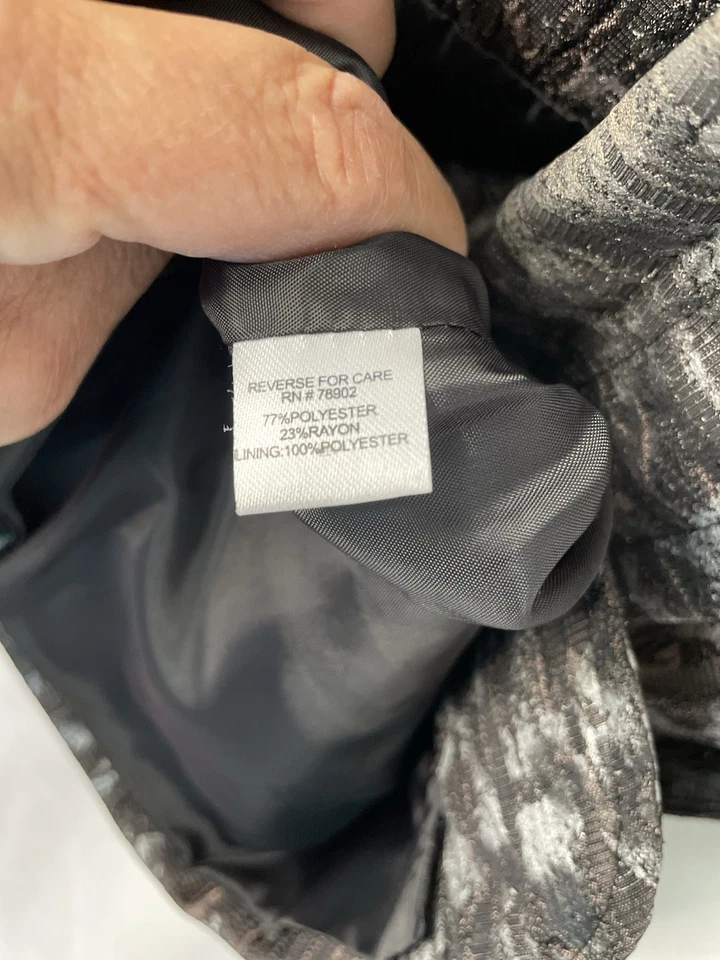 REVERSE FOR CARE
RN # 78902
77%POLYESTER
23%RAYON
LINING:100%POLYESTER